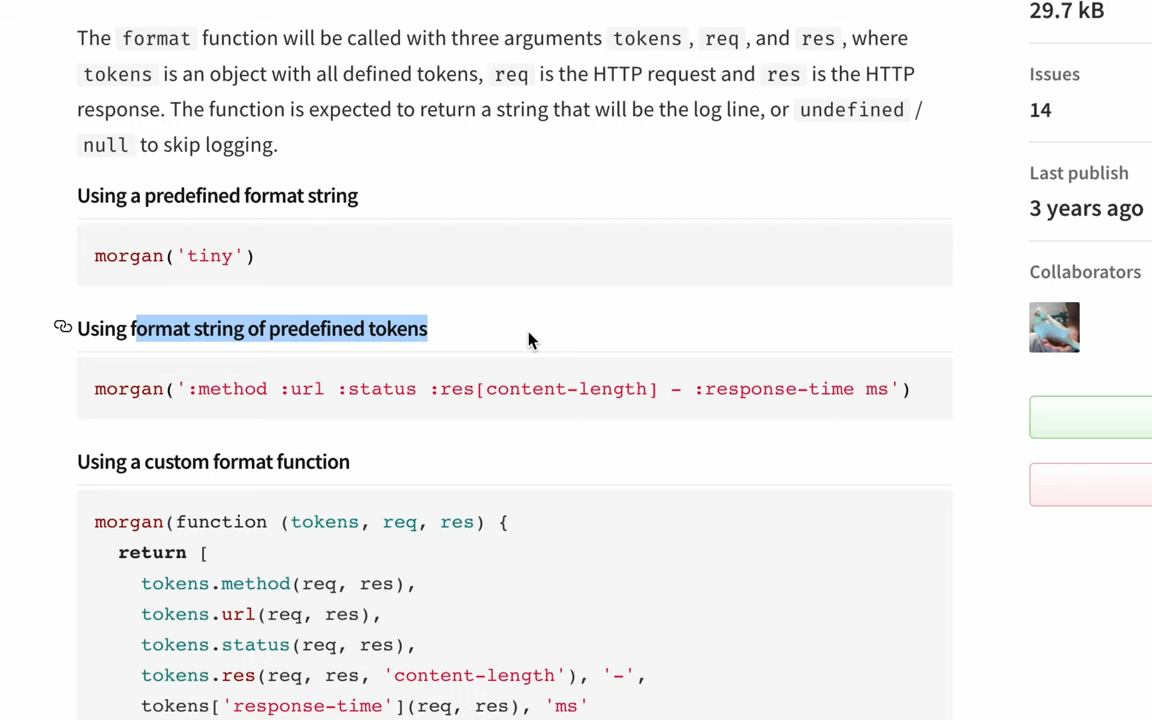 The format function will be called with three arguments tokens, req, and res, where
tokens is an object with all defined tokens, req is the HTTP request and res is the HTTP
response. The function is expected to return a string that will be the log line, or undefined /
null to skip logging.
Using a predefined format string
morgan('tiny')
Using format string of predefined tokens
morgan(':method :url :status :res[content-length] - :response-time ms')
Using a custom format function
morgan(function (tokens, req, res) {
  return [
    tokens.method(req, res),
    tokens.url(req, res),
    tokens.status(req, res),
    tokens.res(req, res, 'content-length'), '-',
    tokens['response-time'](req, res), 'ms'
29.7 kB
Issues
14
Last publish
3 years ago
Collaborators